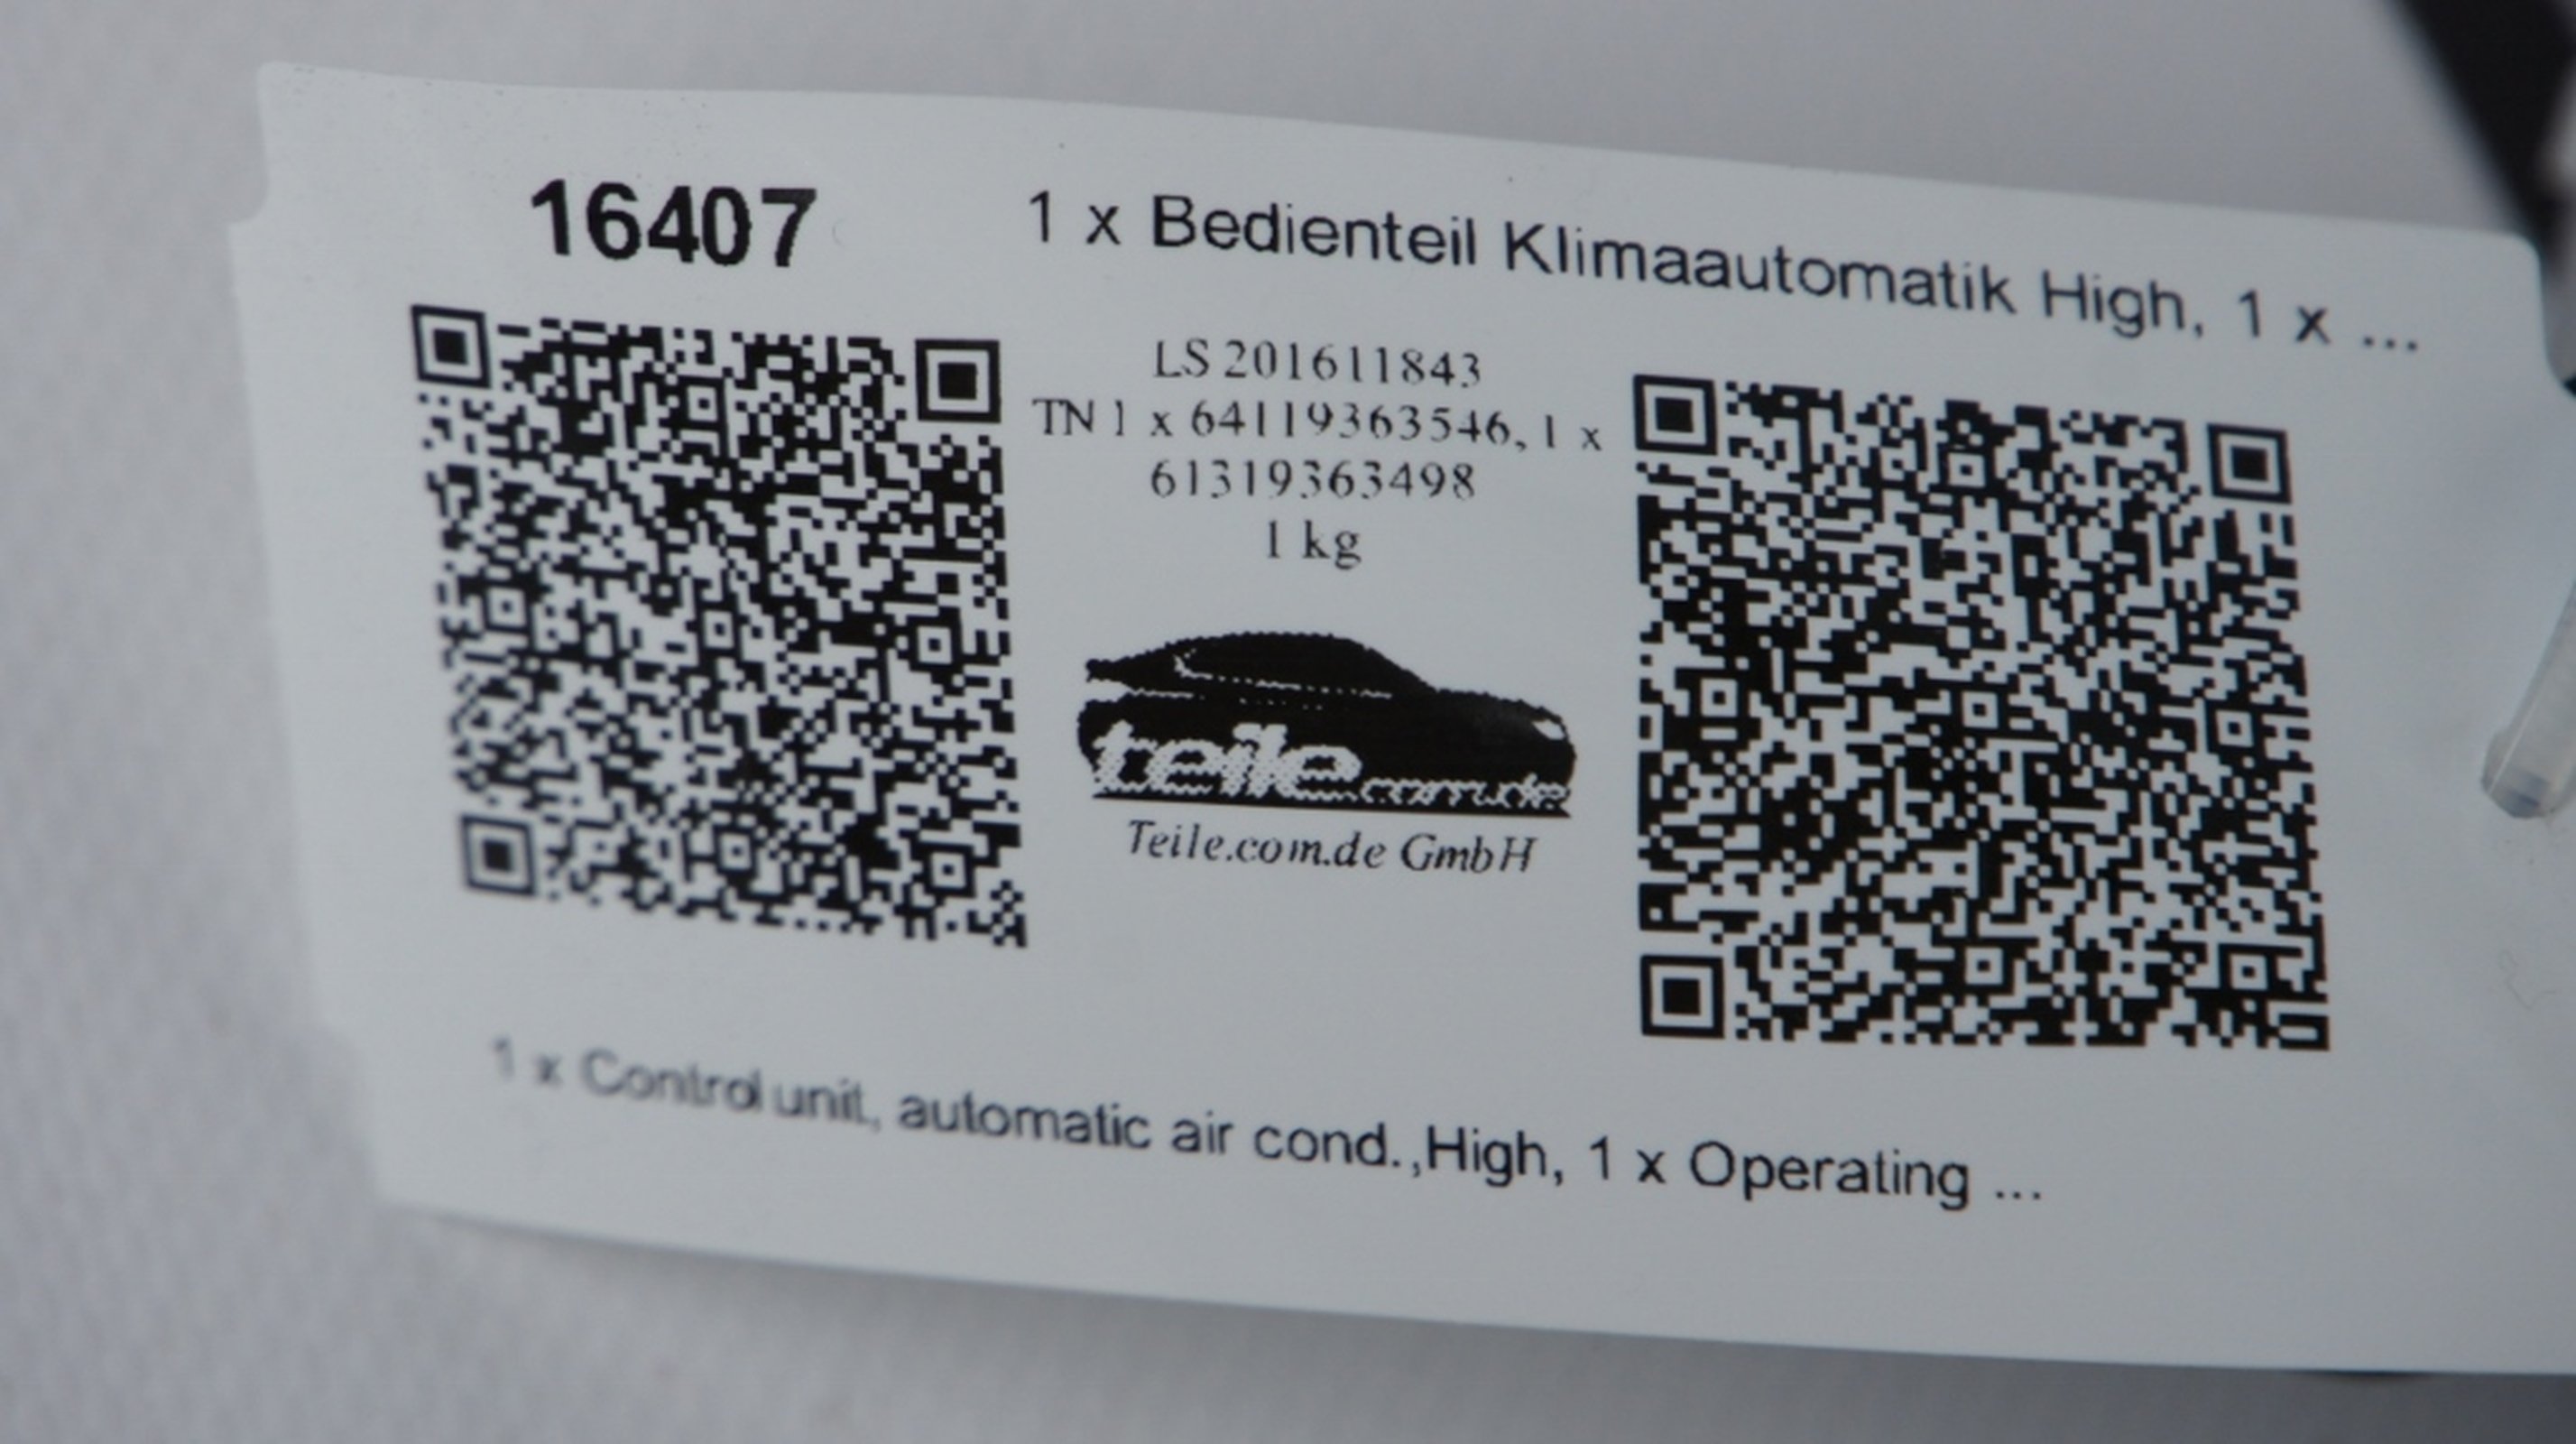 16407
1 x Bedienteil Klimaautomatik High, 1 x ...
LS 201611843
TN 1 x 64119363546, 1 x
61319363498
1 kg
teile.com.de
Teile.com.de GmbH
1 x Control unit, automatic air cond.,High, 1 x Operating ...